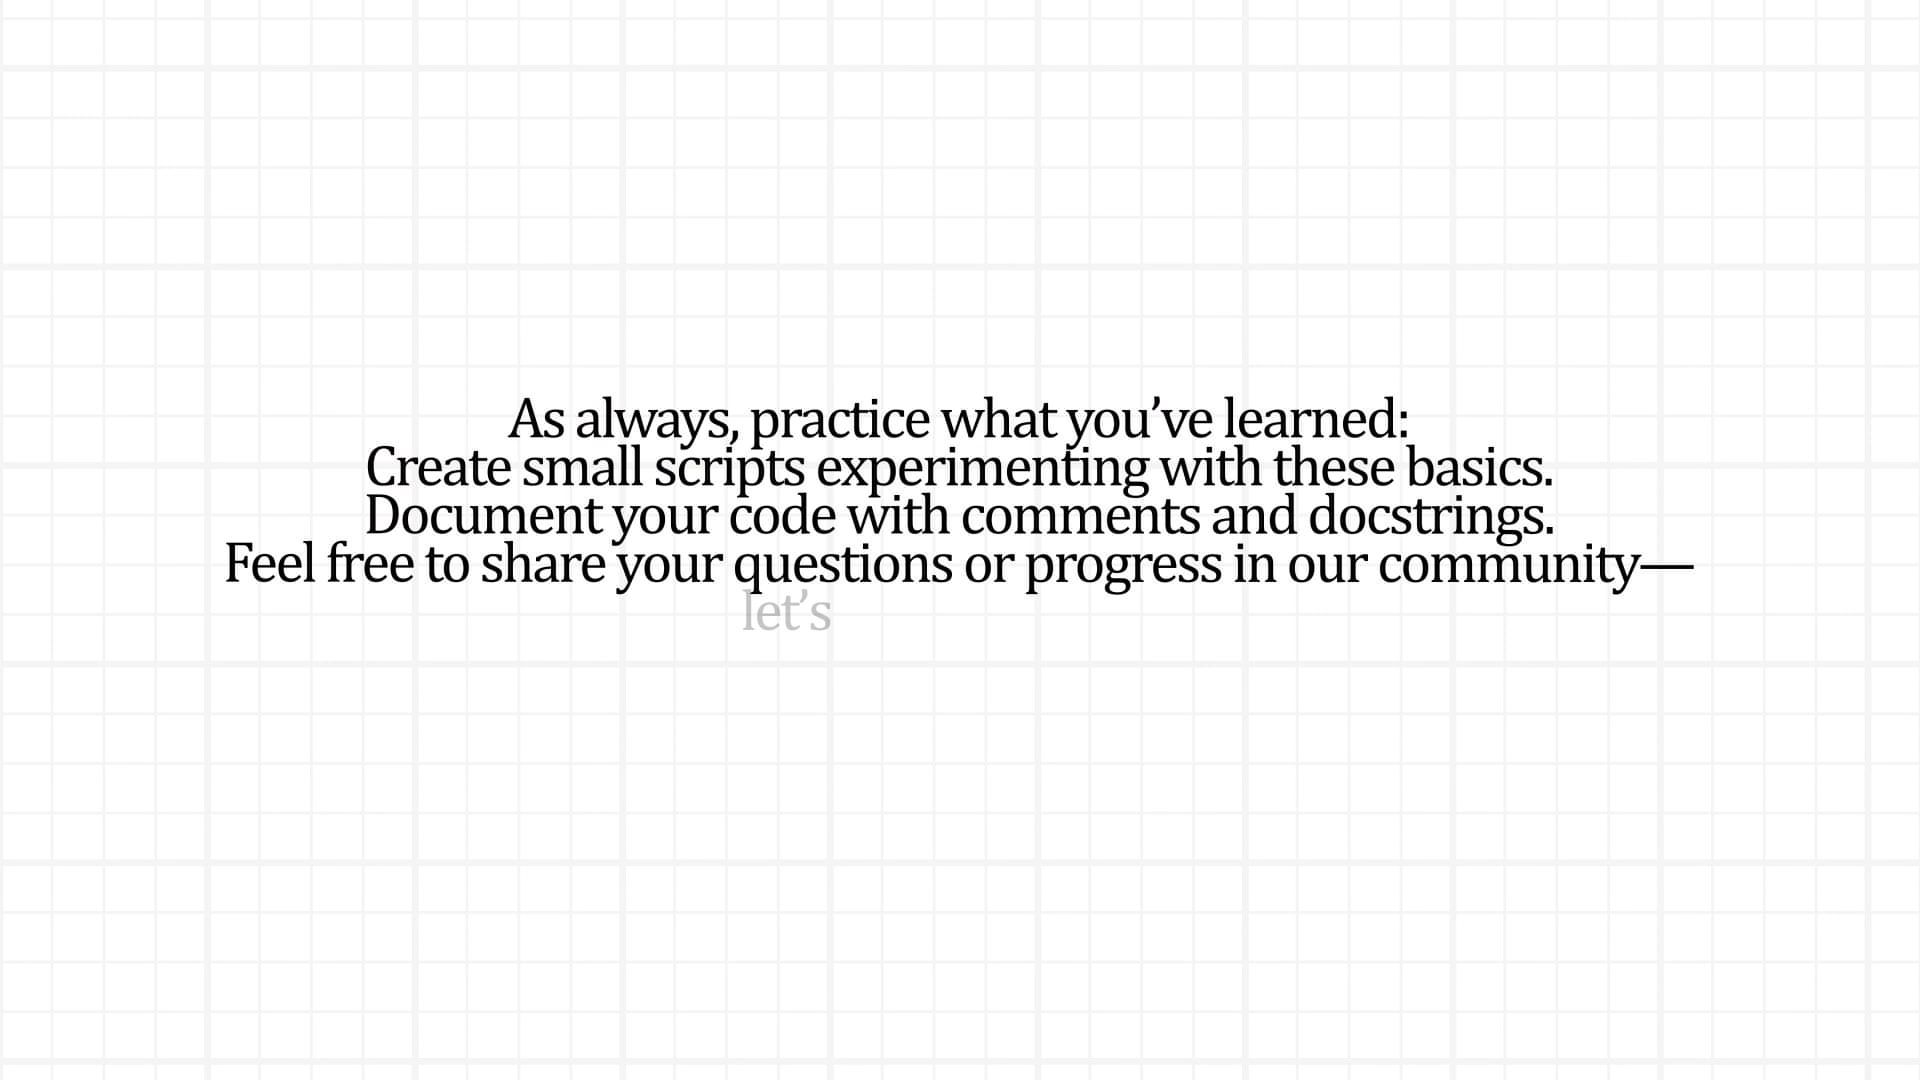 As always, practice what you’ve learned:
Create small scripts experimenting with these basics.
Document your code with comments and docstrings.
Feel free to share your questions or progress in our community—
let’s